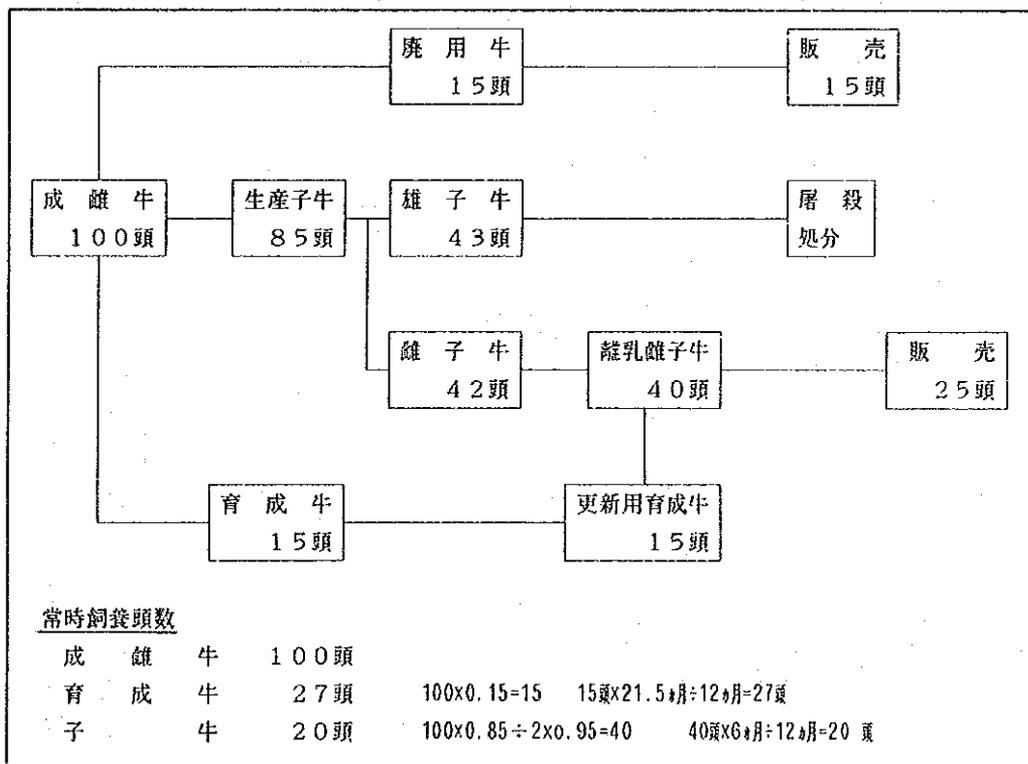 廃用牛
15頭
販売
15頭
成雌牛
100頭
生産子牛
85頭
雄子牛
43頭
屠殺
処分
雌子牛
42頭
離乳雌子牛
40頭
販売
25頭
育成牛
15頭
更新用育成牛
15頭
常時飼養頭数
成雌牛 100頭
育成牛 27頭 100x0.15=15 15頭x21.5ヵ月÷12ヵ月=27頭
子牛 20頭 100x0.85÷2x0.95=40 40頭x6ヵ月÷12ヵ月=20頭